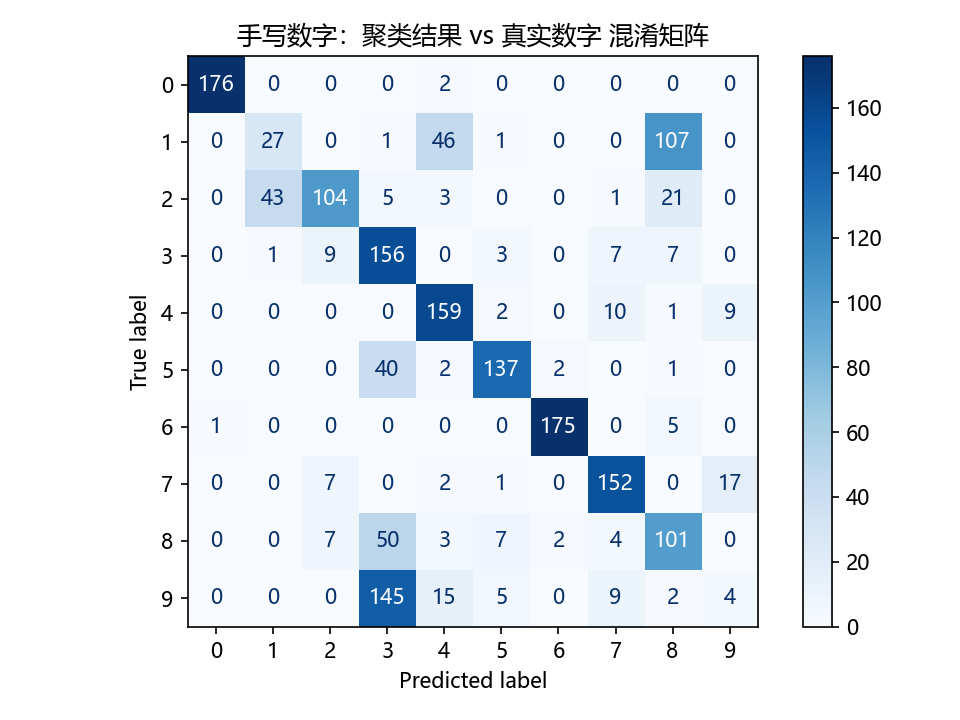 手写数字：聚类结果 vs 真实数字 混淆矩阵
0 176 0 0 0 2 0 0 0 0 0
1 0 27 0 1 46 1 0 0 107 0
2 0 43 104 5 3 0 0 1 21 0
3 0 1 9 156 0 3 0 7 7 0
4 0 0 0 0 159 2 0 10 1 9
5 0 0 0 40 2 137 2 0 1 0
6 1 0 0 0 0 0 175 0 5 0
7 0 0 7 0 2 1 0 152 0 17
8 0 0 7 50 3 7 2 4 101 0
9 0 0 0 145 15 5 0 9 2 4
0 1 2 3 4 5 6 7 8 9
True label
Predicted label
160
140
120
100
80
60
40
20
0